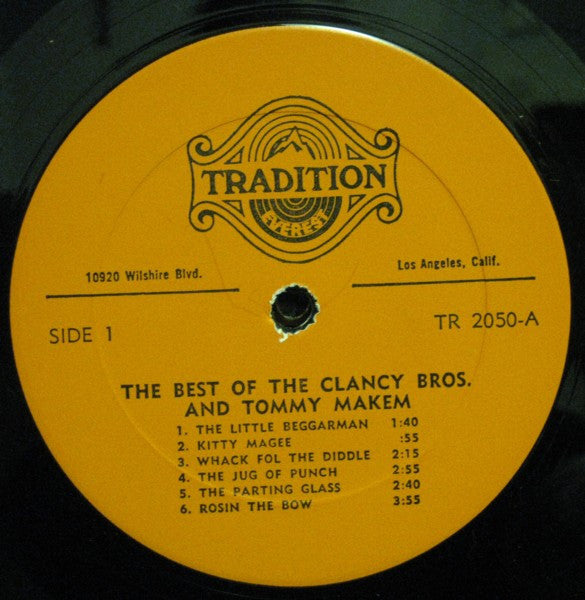 TRADITION
EVEREST
10920 Wilshire Blvd.
Los Angeles, Calif.
SIDE 1
TR 2050-A
THE BEST OF THE CLANCY BROS.
AND TOMMY MAKEM
1. THE LITTLE BEGGARMAN 1:40
2. KITTY MAGEE :55
3. WHACK FOL THE DIDDLE 2:15
4. THE JUG OF PUNCH 2:55
5. THE PARTING GLASS 2:40
6. ROSIN THE BOW 3:55